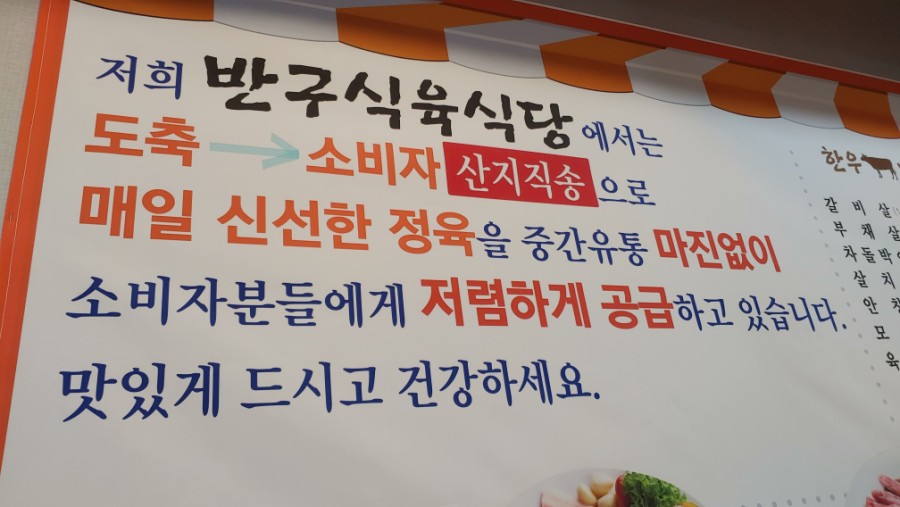 저희 반구식육식당에서는
도축 → 소비자 산지직송으로
매일 신선한 정육을 중간유통 마진없이
소비자분들에게 저렴하게 공급하고 있습니다.
맛있게 드시고 건강하세요.
한우
갈비살
부채살
차돌박
살치
안창
모
육